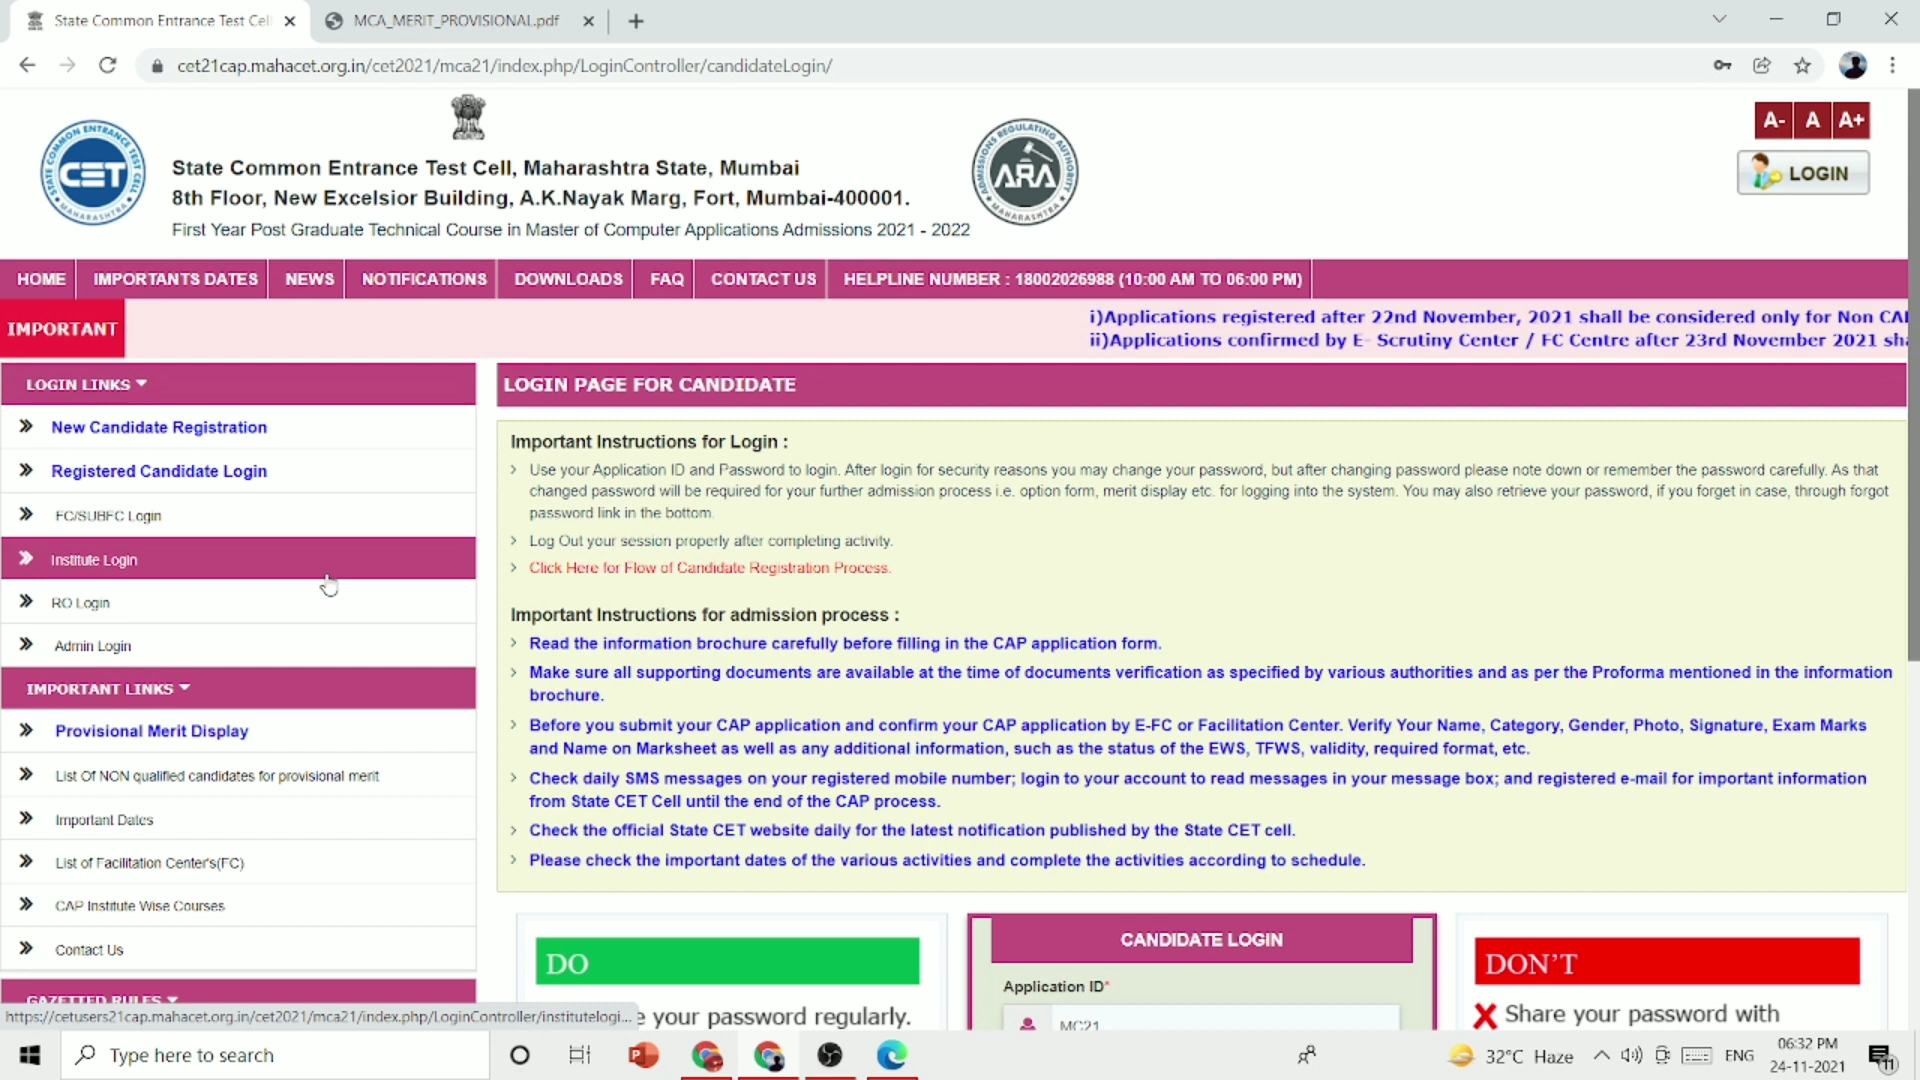 State Common Entrance Test Cell
MCA_MERIT_PROVISIONAL.pdf
cet21cap.mahacet.org.in/cet2021/mca21/index.php/LoginController/candidateLogin/
STATE COMMON ENTRANCE TEST CELL
CET
MAHARASHTRA
State Common Entrance Test Cell, Maharashtra State, Mumbai
8th Floor, New Excelsior Building, A.K.Nayak Marg, Fort, Mumbai-400001.
First Year Post Graduate Technical Course in Master of Computer Applications Admissions 2021 - 2022
ADMISSIONS REGULATING AUTHORITY
ARA
MAHARASHTRA
A- A A+
LOGIN
HOME IMPORTANTS DATES NEWS NOTIFICATIONS DOWNLOADS FAQ CONTACT US HELPLINE NUMBER : 18002026988 (10:00 AM TO 06:00 PM)
IMPORTANT
i)Applications registered after 22nd November, 2021 shall be considered only for Non CA
ii)Applications confirmed by E- Scrutiny Center / FC Centre after 23rd November 2021 sh
LOGIN LINKS
New Candidate Registration
Registered Candidate Login
FC/SUBFC Login
Institute Login
RO Login
Admin Login
IMPORTANT LINKS
Provisional Merit Display
List Of NON qualified candidates for provisional merit
Important Dates
List of Facilitation Center's(FC)
CAP Institute Wise Courses
Contact Us
GAZETTED RULES
LOGIN PAGE FOR CANDIDATE
Important Instructions for Login :
> Use your Application ID and Password to login. After login for security reasons you may change your password, but after changing password please note down or remember the password carefully. As that
changed password will be required for your further admission process i.e. option form, merit display etc. for logging into the system. You may also retrieve your password, if you forget in case, through forgot
password link in the bottom.
> Log Out your session properly after completing activity.
> Click Here for Flow of Candidate Registration Process.
Important Instructions for admission process :
> Read the information brochure carefully before filling in the CAP application form.
> Make sure all supporting documents are available at the time of documents verification as specified by various authorities and as per the Proforma mentioned in the information
brochure.
> Before you submit your CAP application and confirm your CAP application by E-FC or Facilitation Center. Verify Your Name, Category, Gender, Photo, Signature, Exam Marks
and Name on Marksheet as well as any additional information, such as the status of the EWS, TFWS, validity, required format, etc.
> Check daily SMS messages on your registered mobile number; login to your account to read messages in your message box; and registered e-mail for important information
from State CET Cell until the end of the CAP process.
> Check the official State CET website daily for the latest notification published by the State CET cell.
> Please check the important dates of the various activities and complete the activities according to schedule.
DO
your password regularly.
CANDIDATE LOGIN
Application ID*
MC21
DON'T
Share your password with
https://cetusers21cap.mahacet.org.in/cet2021/mca21/index.php/LoginController/institutelogi...
Type here to search
32°C Haze
ENG
06:32 PM
24-11-2021
11